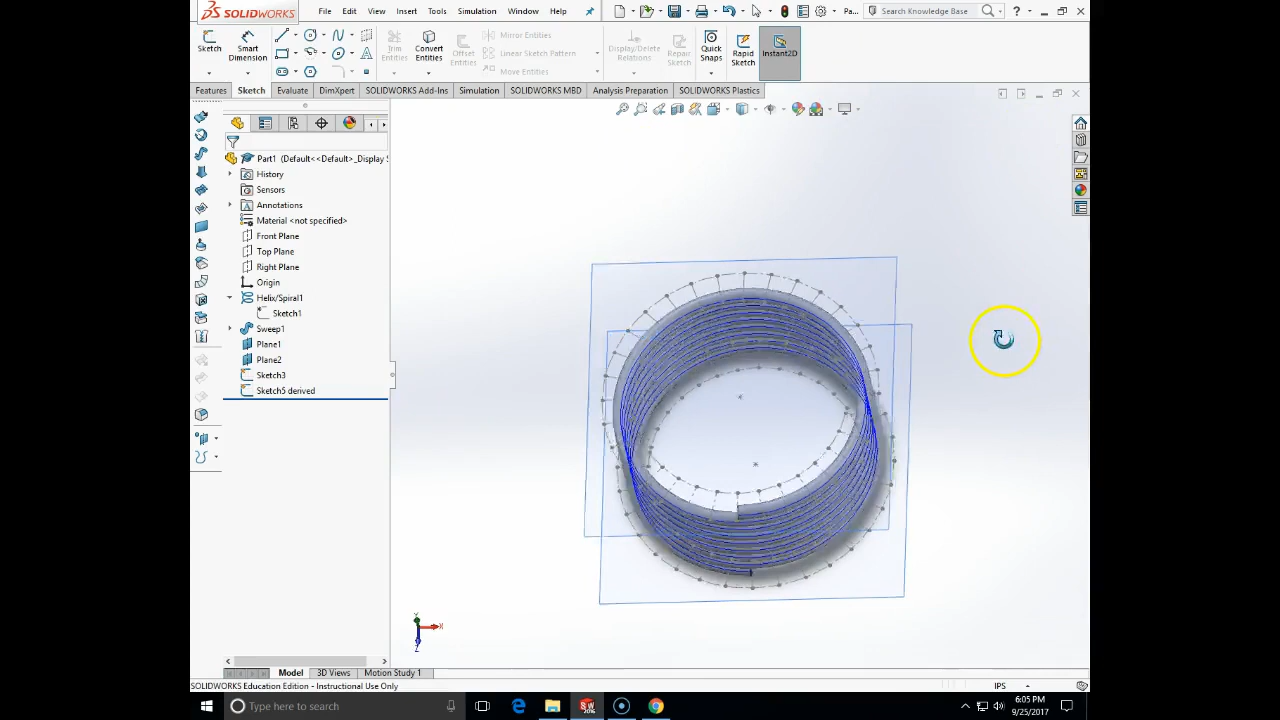 SOLIDWORKS File Edit View Insert Tools Simulation Window Help Pa... Search Knowledge Base ?
Sketch Smart Dimension Trim Entities Convert Entities Offset Entities Mirror Entities Linear Sketch Pattern Move Entities Display/Delete Relations Repair Sketch Quick Snaps Rapid Sketch Instant2D
Features Sketch Evaluate DimXpert SOLIDWORKS Add-Ins Simulation SOLIDWORKS MBD Analysis Preparation SOLIDWORKS Plastics
Part1 (Default<<Default>_Display S
History
Sensors
Annotations
Material <not specified>
Front Plane
Top Plane
Right Plane
Origin
Helix/Spiral1
Sketch1
Sweep1
Plane1
Plane2
Sketch3
Sketch5 derived
Y
X
Z
Model 3D Views Motion Study 1
SOLIDWORKS Education Edition - Instructional Use Only IPS
Type here to search 6:05 PM
9/25/2017